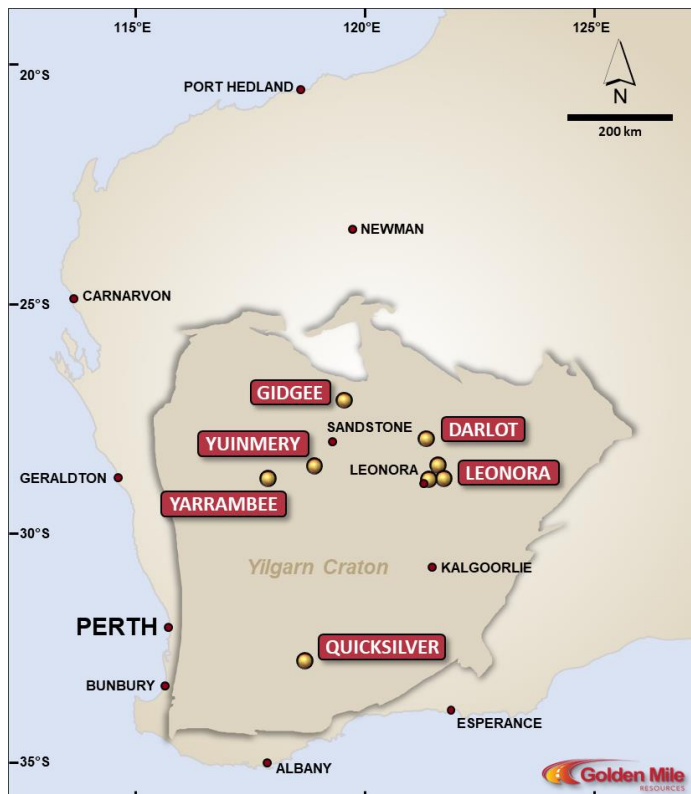 115°E
120°E
125°E
20°S
PORT HEDLAND
N
200 km
NEWMAN
CARNARVON
25°S
GIDGEE
SANDSTONE
DARLOT
YUINMERY
LEONORA
LEONORA
GERALDTON
YARRAMBEE
30°S
Yilgarn Craton
KALGOORLIE
PERTH
QUICKSILVER
BUNBURY
ESPERANCE
35°S
ALBANY
Golden Mile
RESOURCES